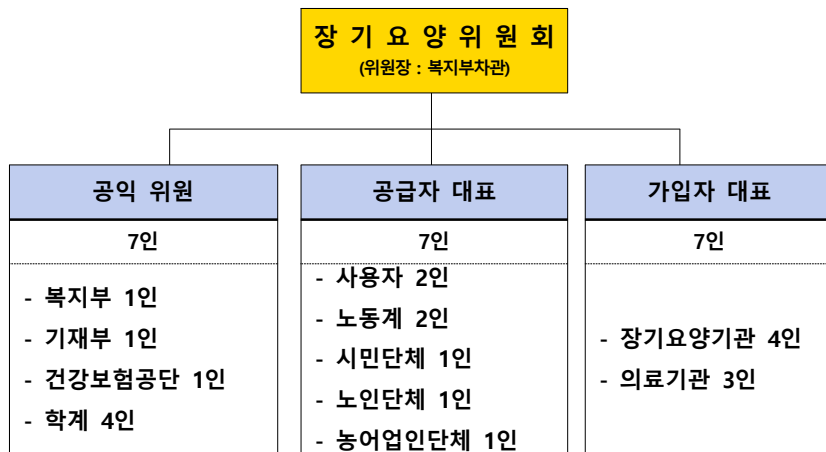 장 기 요 양 위 원 회
(위원장 : 복지부차관)
공익 위원
7인
- 복지부 1인
- 기재부 1인
- 건강보험공단 1인
- 학계 4인
공급자 대표
7인
- 사용자 2인
- 노동계 2인
- 시민단체 1인
- 노인단체 1인
- 농어업인단체 1인
가입자 대표
7인
- 장기요양기관 4인
- 의료기관 3인